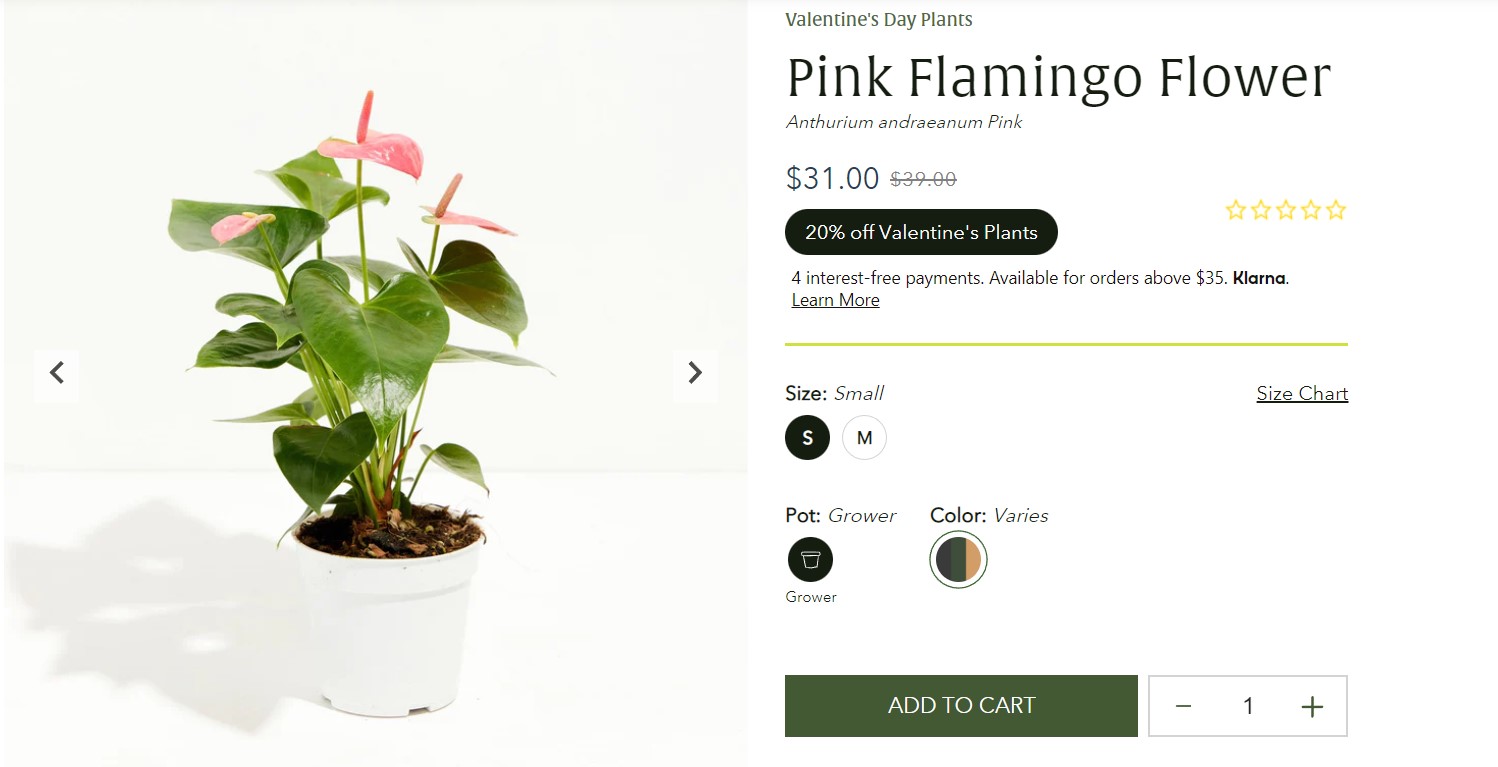 Valentine's Day Plants
Pink Flamingo Flower
Anthurium andraeanum Pink
$31.00 $39.00
20% off Valentine's Plants
4 interest-free payments. Available for orders above $35. Klarna.
Learn More
Size: Small
Size Chart
S M
Pot: Grower Color: Varies
Grower
ADD TO CART
1